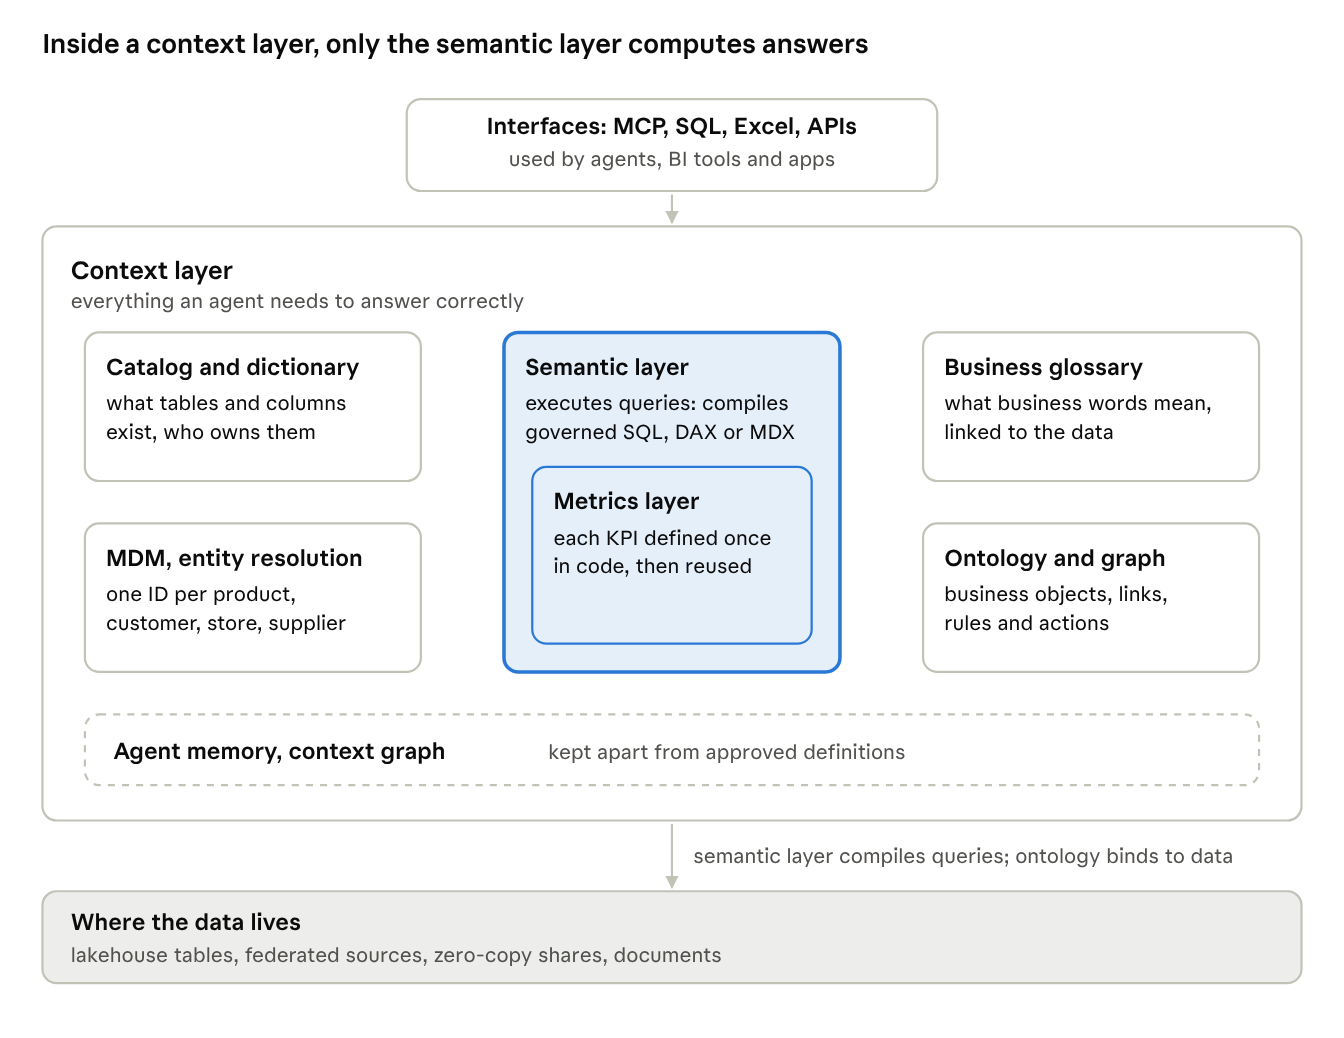 Inside a context layer, only the semantic layer computes answers
Interfaces: MCP, SQL, Excel, APIs
used by agents, BI tools and apps
Context layer
everything an agent needs to answer correctly
Catalog and dictionary
what tables and columns
exist, who owns them
Semantic layer
executes queries: compiles
governed SQL, DAX or MDX
Metrics layer
each KPI defined once
in code, then reused
Business glossary
what business words mean,
linked to the data
MDM, entity resolution
one ID per product,
customer, store, supplier
Ontology and graph
business objects, links,
rules and actions
Agent memory, context graph
kept apart from approved definitions
semantic layer compiles queries; ontology binds to data
Where the data lives
lakehouse tables, federated sources, zero-copy shares, documents